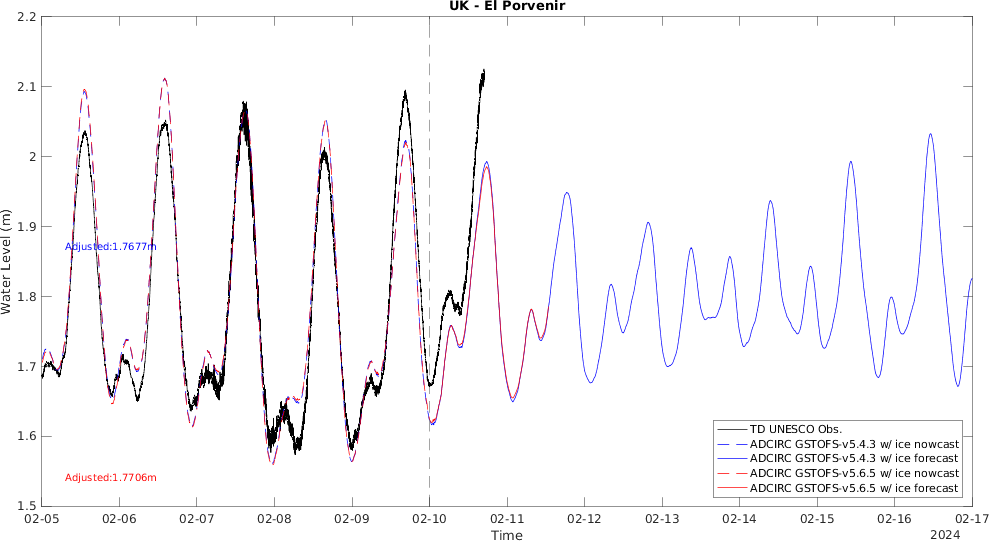 UK - El Porvenir
2.2
2.1
2
1.9
1.8
1.7
1.6
1.5
Water Level (m)
Adjusted:1.7677m
Adjusted:1.7706m
TD UNESCO Obs.
ADCIRC GSTOFS-v5.4.3 w/ ice nowcast
ADCIRC GSTOFS-v5.4.3 w/ ice forecast
ADCIRC GSTOFS-v5.6.5 w/ ice nowcast
ADCIRC GSTOFS-v5.6.5 w/ ice forecast
02-05 02-06 02-07 02-08 02-09 02-10 02-11 02-12 02-13 02-14 02-15 02-16 02-17
Time
2024